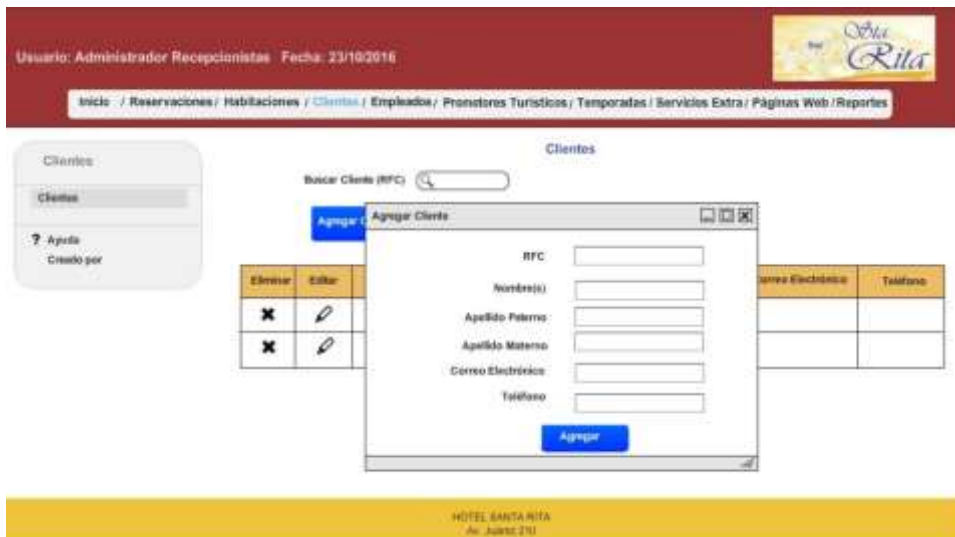 Usuario: Administrador Recepcionistas Fecha: 23/10/2016
Sta.
Rita
Inicio / Reservaciones / Habitaciones / Clientes / Empleados / Promotores Turísticos / Temporadas / Servicios Extra / Páginas Web / Reportes
Clientes
Clientes
? Ayuda
Creado por
Clientes
Buscar Cliente (RFC)
Agregar C
Eliminar Editar Correo Electrónico Teléfono
Agregar Cliente
RFC
Nombre(s)
Apellido Paterno
Apellido Materno
Correo Electrónico
Teléfono
Agregar
HOTEL SANTA RITA
Av. Juárez 210